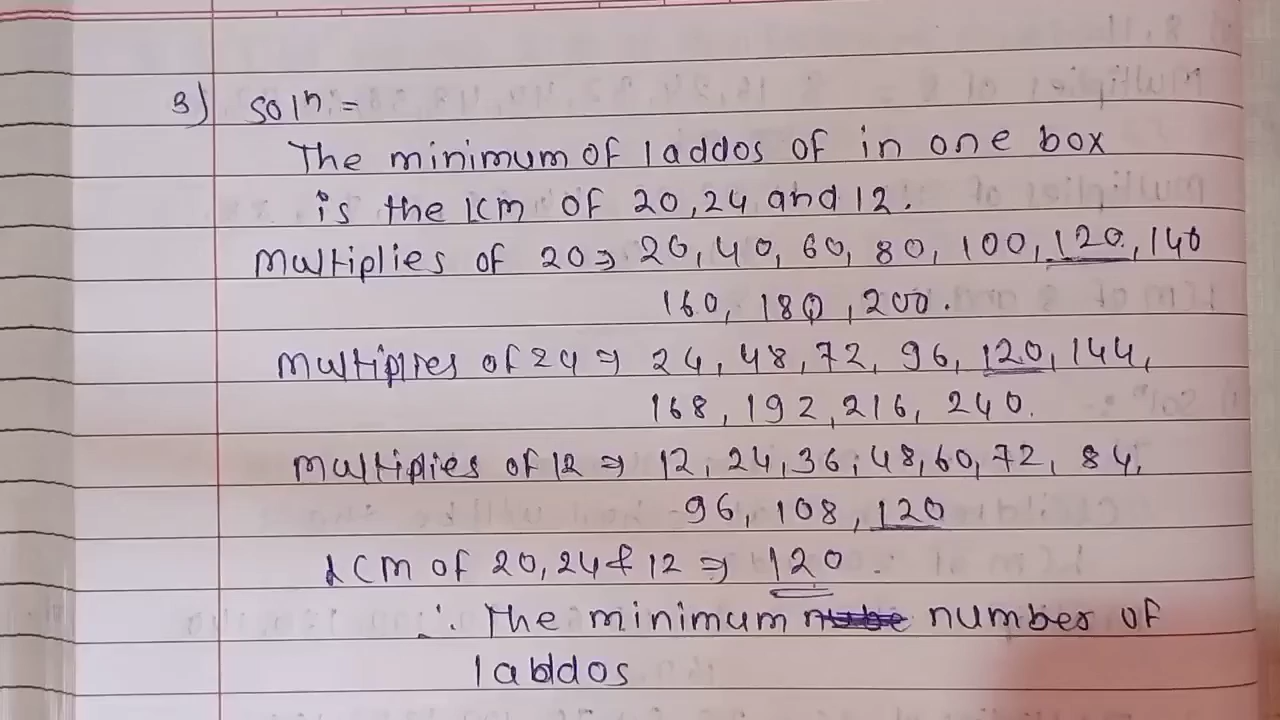 3) Soln :-
The minimum of laddos of in one box
is the lcm of 20, 24 and 12.
multiplies of 20 ⇒ 20, 40, 60, 80, 100, 120, 140
160, 180, 200.
multiplies of 24 ⇒ 24, 48, 72, 96, 120, 144,
168, 192, 216, 240.
multiplies of 12 ⇒ 12, 24, 36, 48, 60, 72, 84,
96, 108, 120
LCM of 20, 24 & 12 ⇒ 120.
∴ The minimum number of
labddos